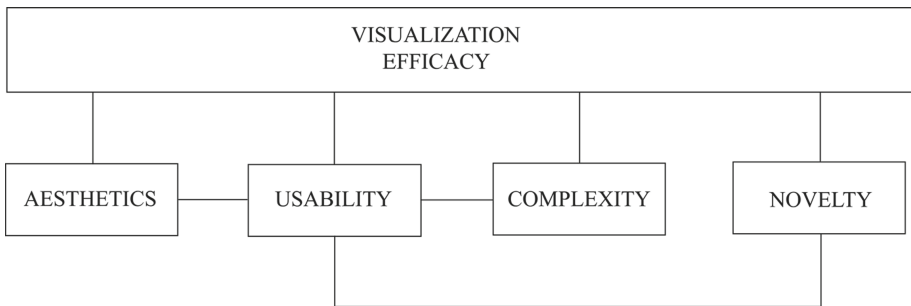 VISUALIZATION
EFFICACY
AESTHETICS
USABILITY
COMPLEXITY
NOVELTY